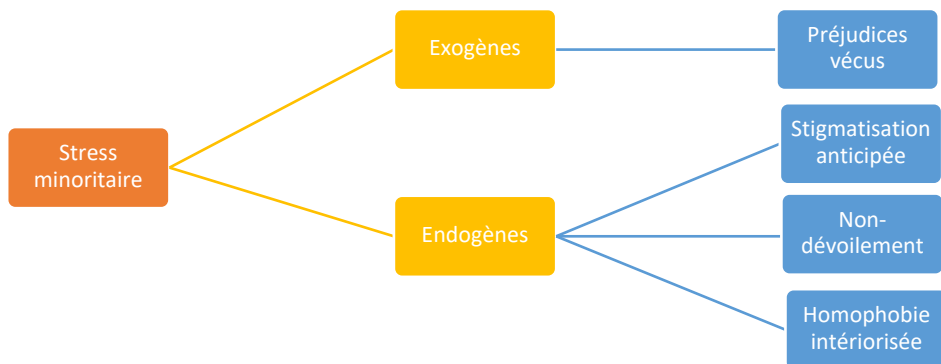 Stress
minoritaire
Exogènes
Endogènes
Préjudices
vécus
Stigmatisation
anticipée
Non-
dévoilement
Homophobie
intériorisée